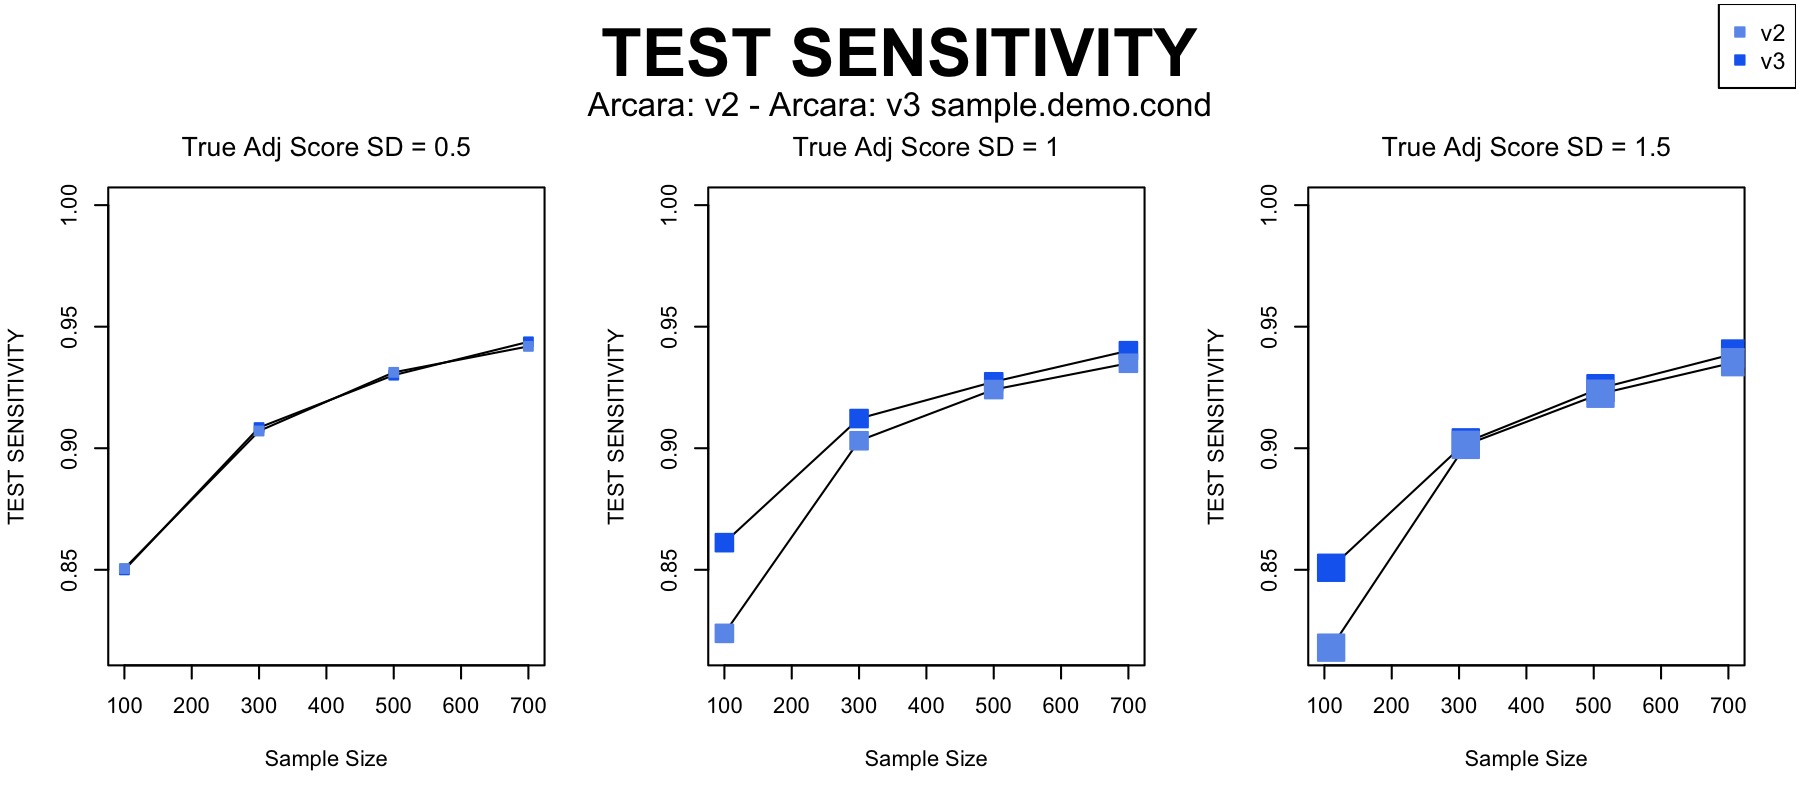 TEST SENSITIVITY
Arcara: v2 - Arcara: v3 sample.demo.cond
v2
v3
True Adj Score SD = 0.5
TEST SENSITIVITY
1.00
0.95
0.90
0.85
100 200 300 400 500 600 700
Sample Size
True Adj Score SD = 1
TEST SENSITIVITY
1.00
0.95
0.90
0.85
100 200 300 400 500 600 700
Sample Size
True Adj Score SD = 1.5
TEST SENSITIVITY
1.00
0.95
0.90
0.85
100 200 300 400 500 600 700
Sample Size